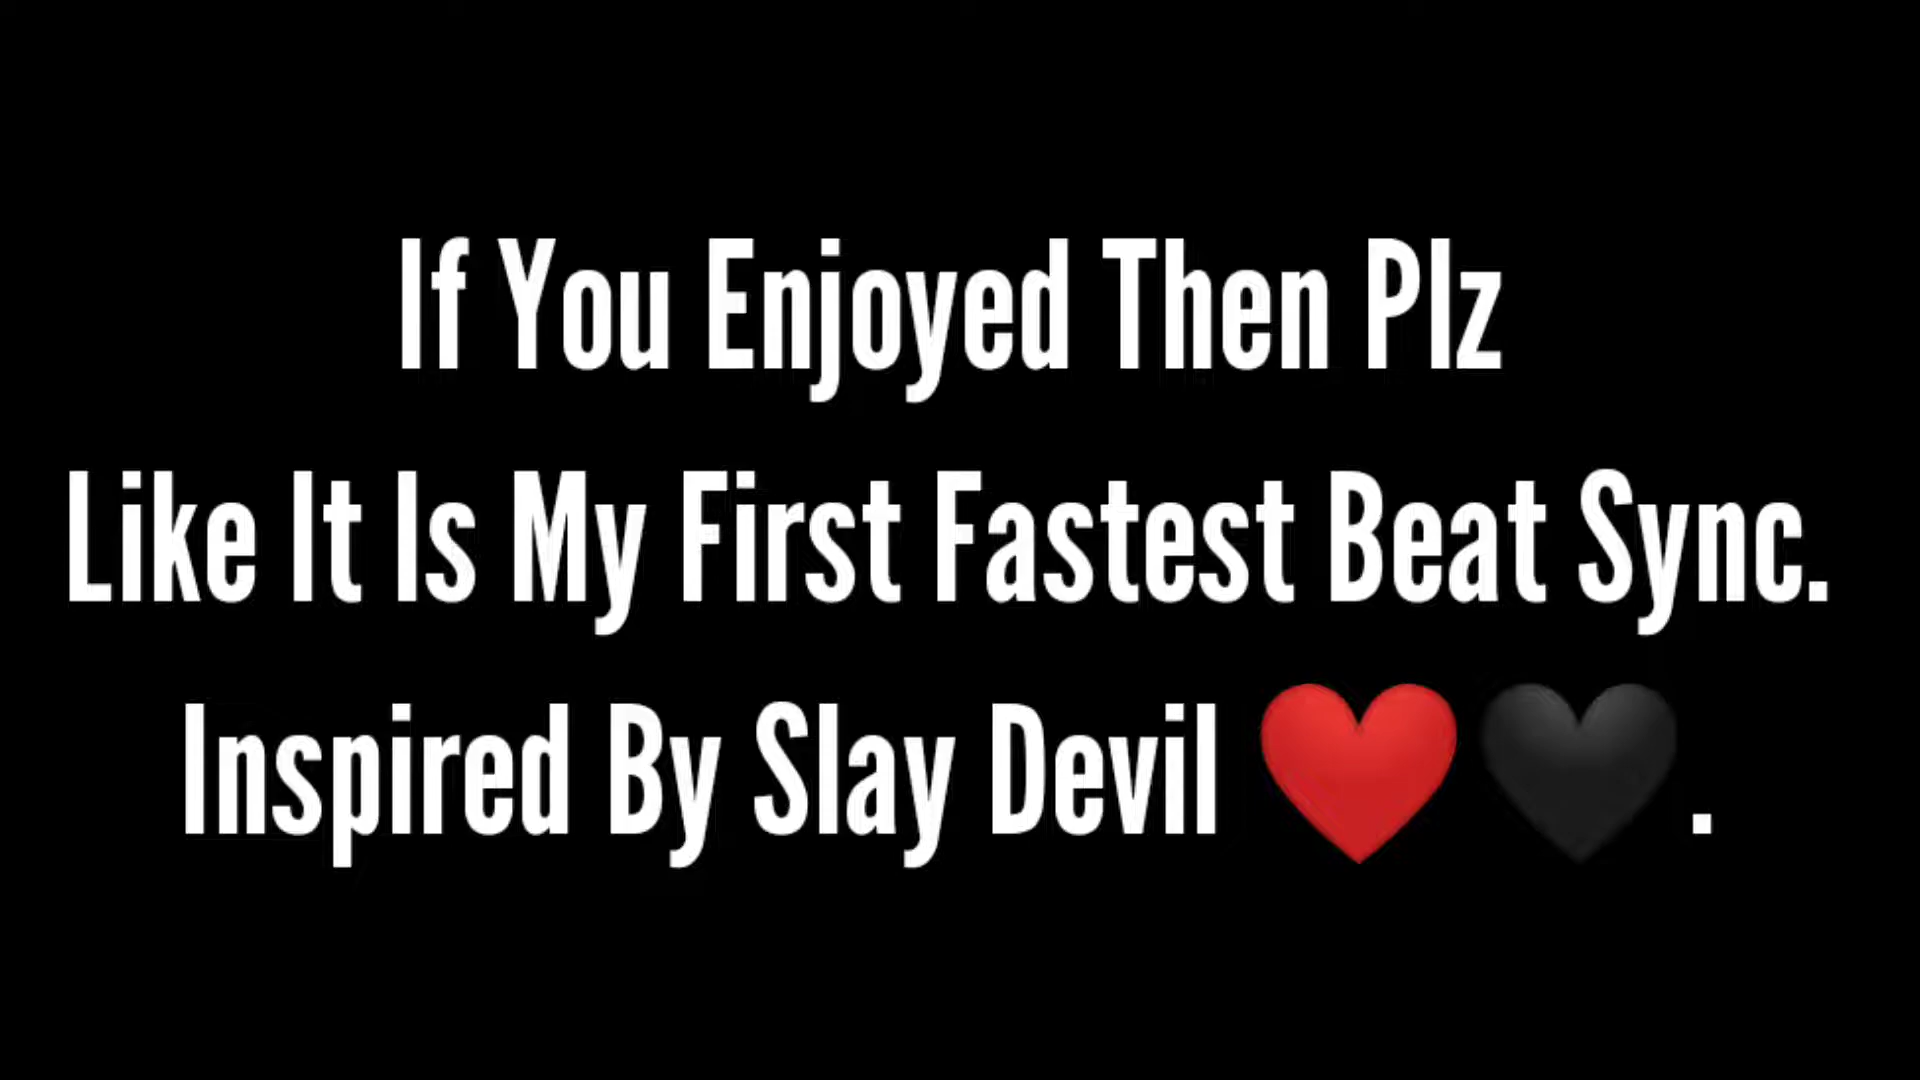 If You Enjoyed Then Plz
Like It Is My First Fastest Beat Sync.
Inspired By Slay Devil ❤️🖤.